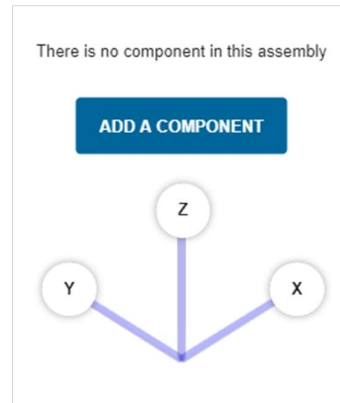 There is no component in this assembly
ADD A COMPONENT
Z
Y
X